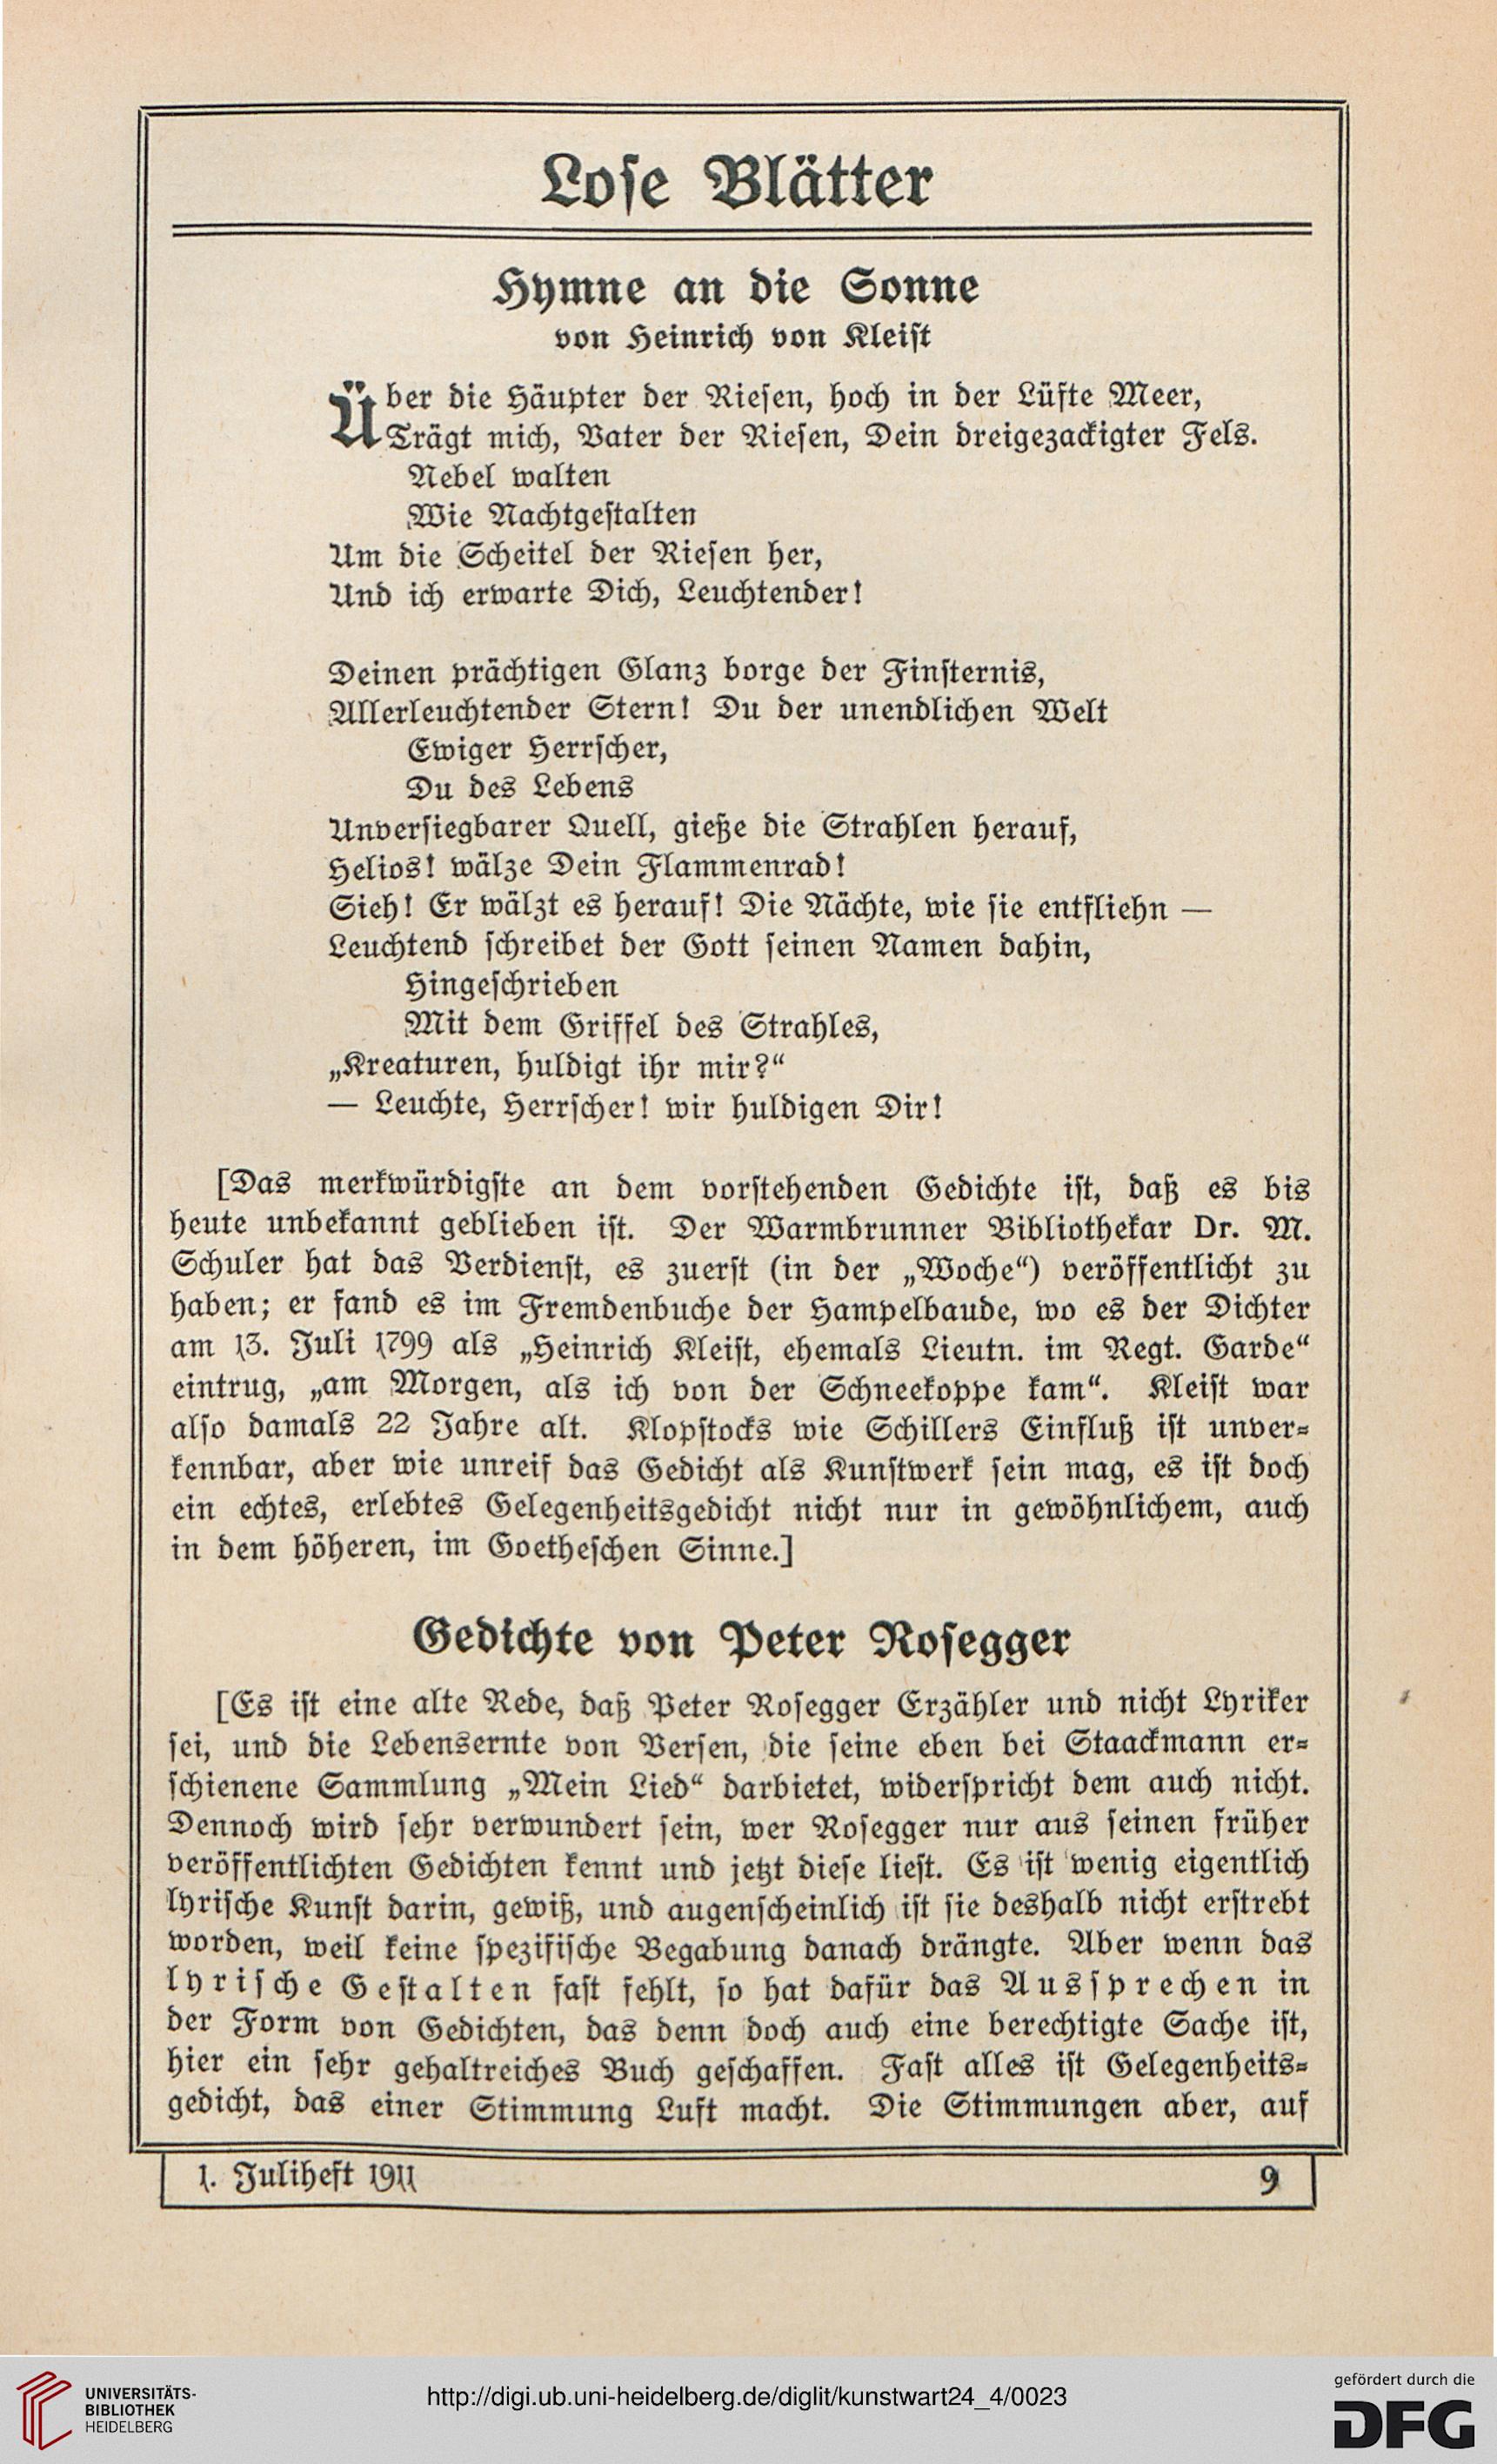 Lose Blätter
Hymne an die Sonne
von Heinrich von Kleist
Über die Häupter der Riesen, hoch in der Lüfte Meer,
Trägt mich, Vater der Riesen, Dein dreigezackigter Fels.
Nebel walten
Wie Nachtgestalten
Um die Scheitel der Riesen her,
Und ich erwarte Dich, Leuchtender!
Deinen prächtigen Glanz borge der Finsternis,
Allerleuchtender Stern! Du der unendlichen Welt
Ewiger Herrscher,
Du des Lebens
Unversiegbarer Quell, gieße die Strahlen herauf,
Helios! wälze Dein Flammenrad!
Sieh! Er wälzt es herauf! Die Nächte, wie sie entfliehn —
Leuchtend schreibet der Gott seinen Namen dahin,
Hingeschrieben
Mit dem Griffel des Strahles,
„Kreaturen, huldigt ihr mir?“
— Leuchte, Herrscher! wir huldigen Dir!
[Das merkwürdigste an dem vorstehenden Gedichte ist, daß es bis
heute unbekannt geblieben ist. Der Warmbrunner Bibliothekar Dr. M.
Schuler hat das Verdienst, es zuerst (in der „Woche“) veröffentlicht zu
haben; er fand es im Fremdenbuche der Hampelbaude, wo es der Dichter
am 13. Juli 1799 als „Heinrich Kleist, ehemals Lieutn. im Regt. Garde“
eintrug, „am Morgen, als ich von der Schneekoppe kam“. Kleist war
also damals 22 Jahre alt. Klopstocks wie Schillers Einfluß ist unver-
kennbar, aber wie unreif das Gedicht als Kunstwerk sein mag, es ist doch
ein echtes, erlebtes Gelegenheitsgedicht nicht nur in gewöhnlichem, auch
in dem höheren, im Goetheschen Sinne.]
Gedichte von Peter Rosegger
[Es ist eine alte Rede, daß Peter Rosegger Erzähler und nicht Lyriker
sei, und die Lebensernte von Versen, die seine eben bei Staackmann er-
schienene Sammlung „Mein Lied“ darbietet, widerspricht dem auch nicht.
Dennoch wird sehr verwundert sein, wer Rosegger nur aus seinen früher
veröffentlichten Gedichten kennt und jetzt diese liest. Es ist wenig eigentlich
lyrische Kunst darin, gewiß, und augenscheinlich ist sie deshalb nicht erstrebt
worden, weil keine spezifische Begabung danach drängte. Aber wenn das
lyrische Gestalten fast fehlt, so hat dafür das Aussprechen in
der Form von Gedichten, das denn doch auch eine berechtigte Sache ist,
hier ein sehr gehaltreiches Buch geschaffen. Fast alles ist Gelegenheits-
gedicht, das einer Stimmung Luft macht. Die Stimmungen aber, auf
1. Juliheft 1911 9
UNIVERSITÄTS-
BIBLIOTHEK
HEIDELBERG
http://digi.ub.uni-heidelberg.de/diglit/kunstwart24_4/0023
gefördert durch die
DFG